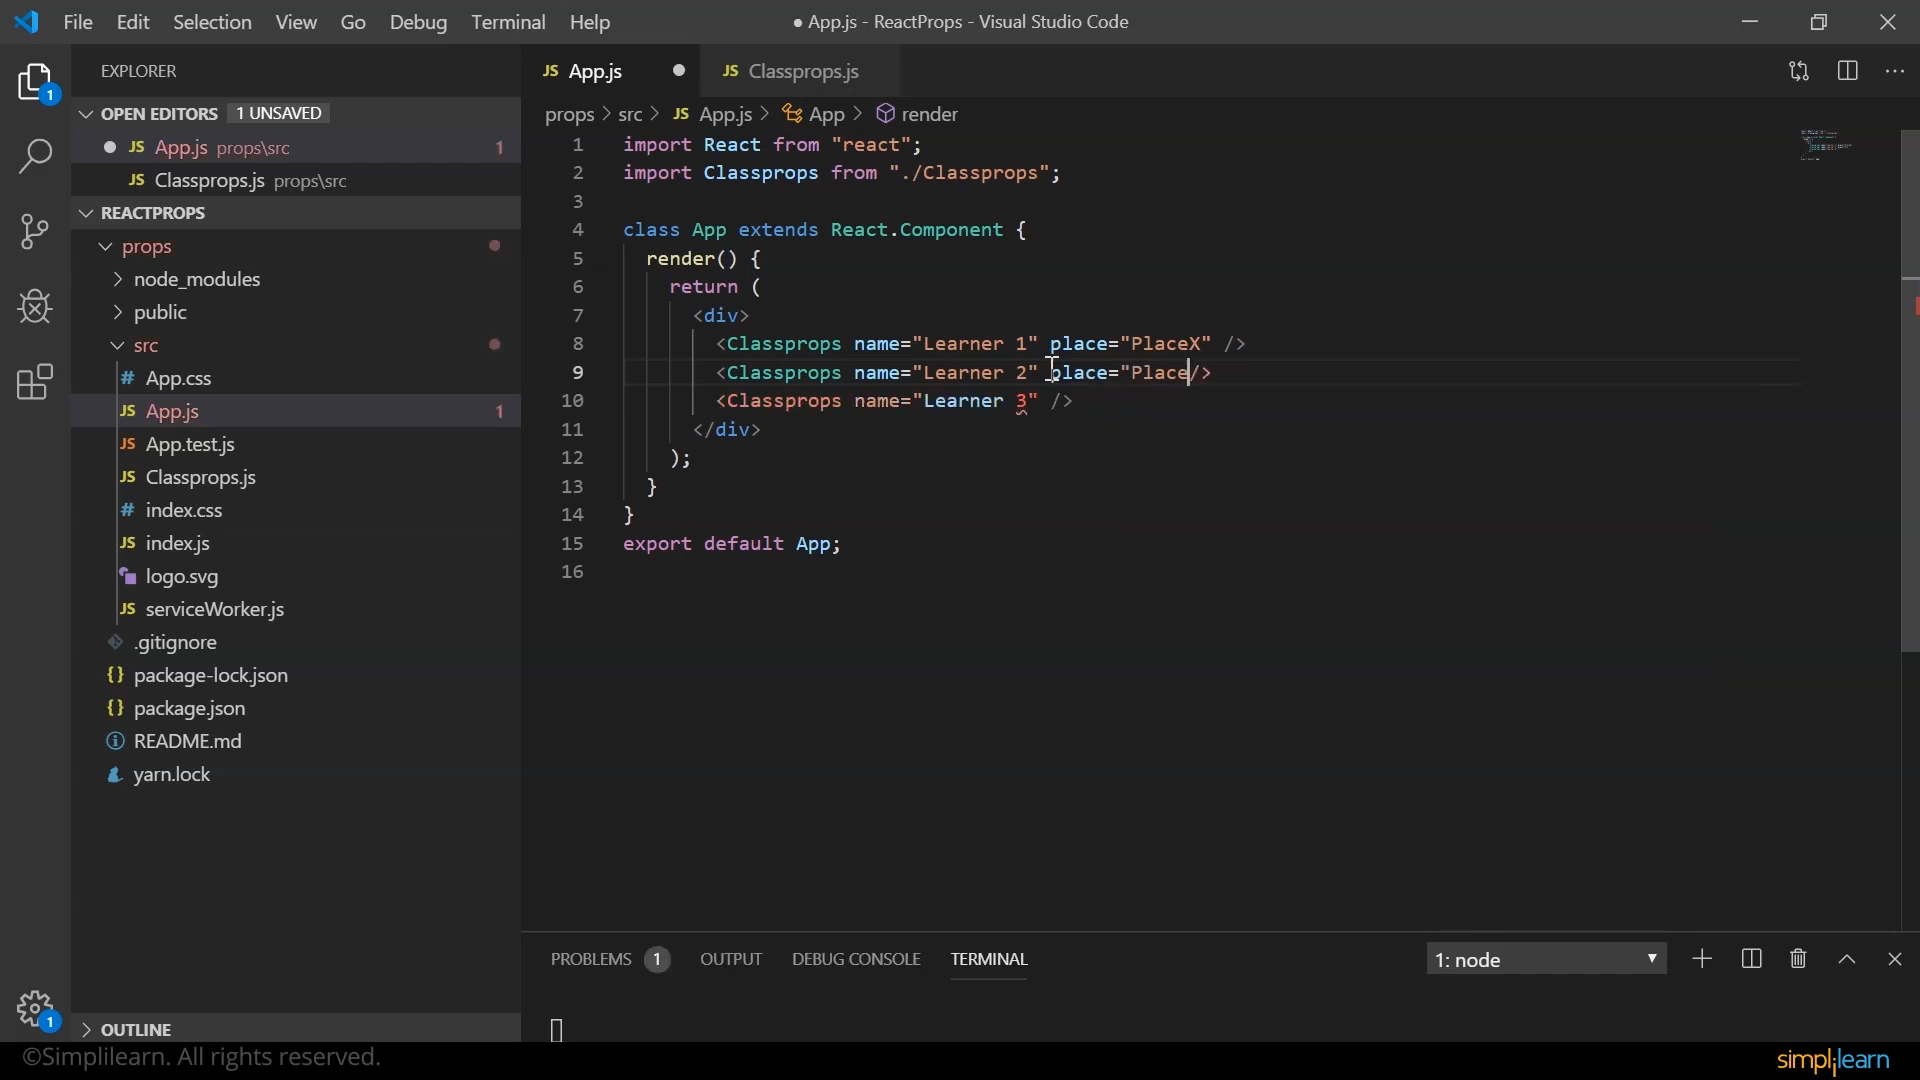 File Edit Selection View Go Debug Terminal Help
● App.js - ReactProps - Visual Studio Code
EXPLORER
OPEN EDITORS 1 UNSAVED
● JS App.js props\src 1
JS Classprops.js props\src
REACTPROPS
props
node_modules
public
src
# App.css
JS App.js 1
JS App.test.js
JS Classprops.js
# index.css
JS index.js
logo.svg
JS serviceWorker.js
.gitignore
{} package-lock.json
{} package.json
README.md
yarn.lock
OUTLINE
1
1
JS App.js ●
JS Classprops.js
props > src > JS App.js > App > render
1 import React from "react";
2 import Classprops from "./Classprops";
3
4 class App extends React.Component {
5 render() {
6 return (
7 <div>
8 <Classprops name="Learner 1" place="PlaceX" />
9 <Classprops name="Learner 2" place="Place/>
10 <Classprops name="Learner 3" />
11 </div>
12 );
13 }
14 }
15 export default App;
16
PROBLEMS 1 OUTPUT DEBUG CONSOLE TERMINAL 1: node
©Simplilearn. All rights reserved.
simplilearn